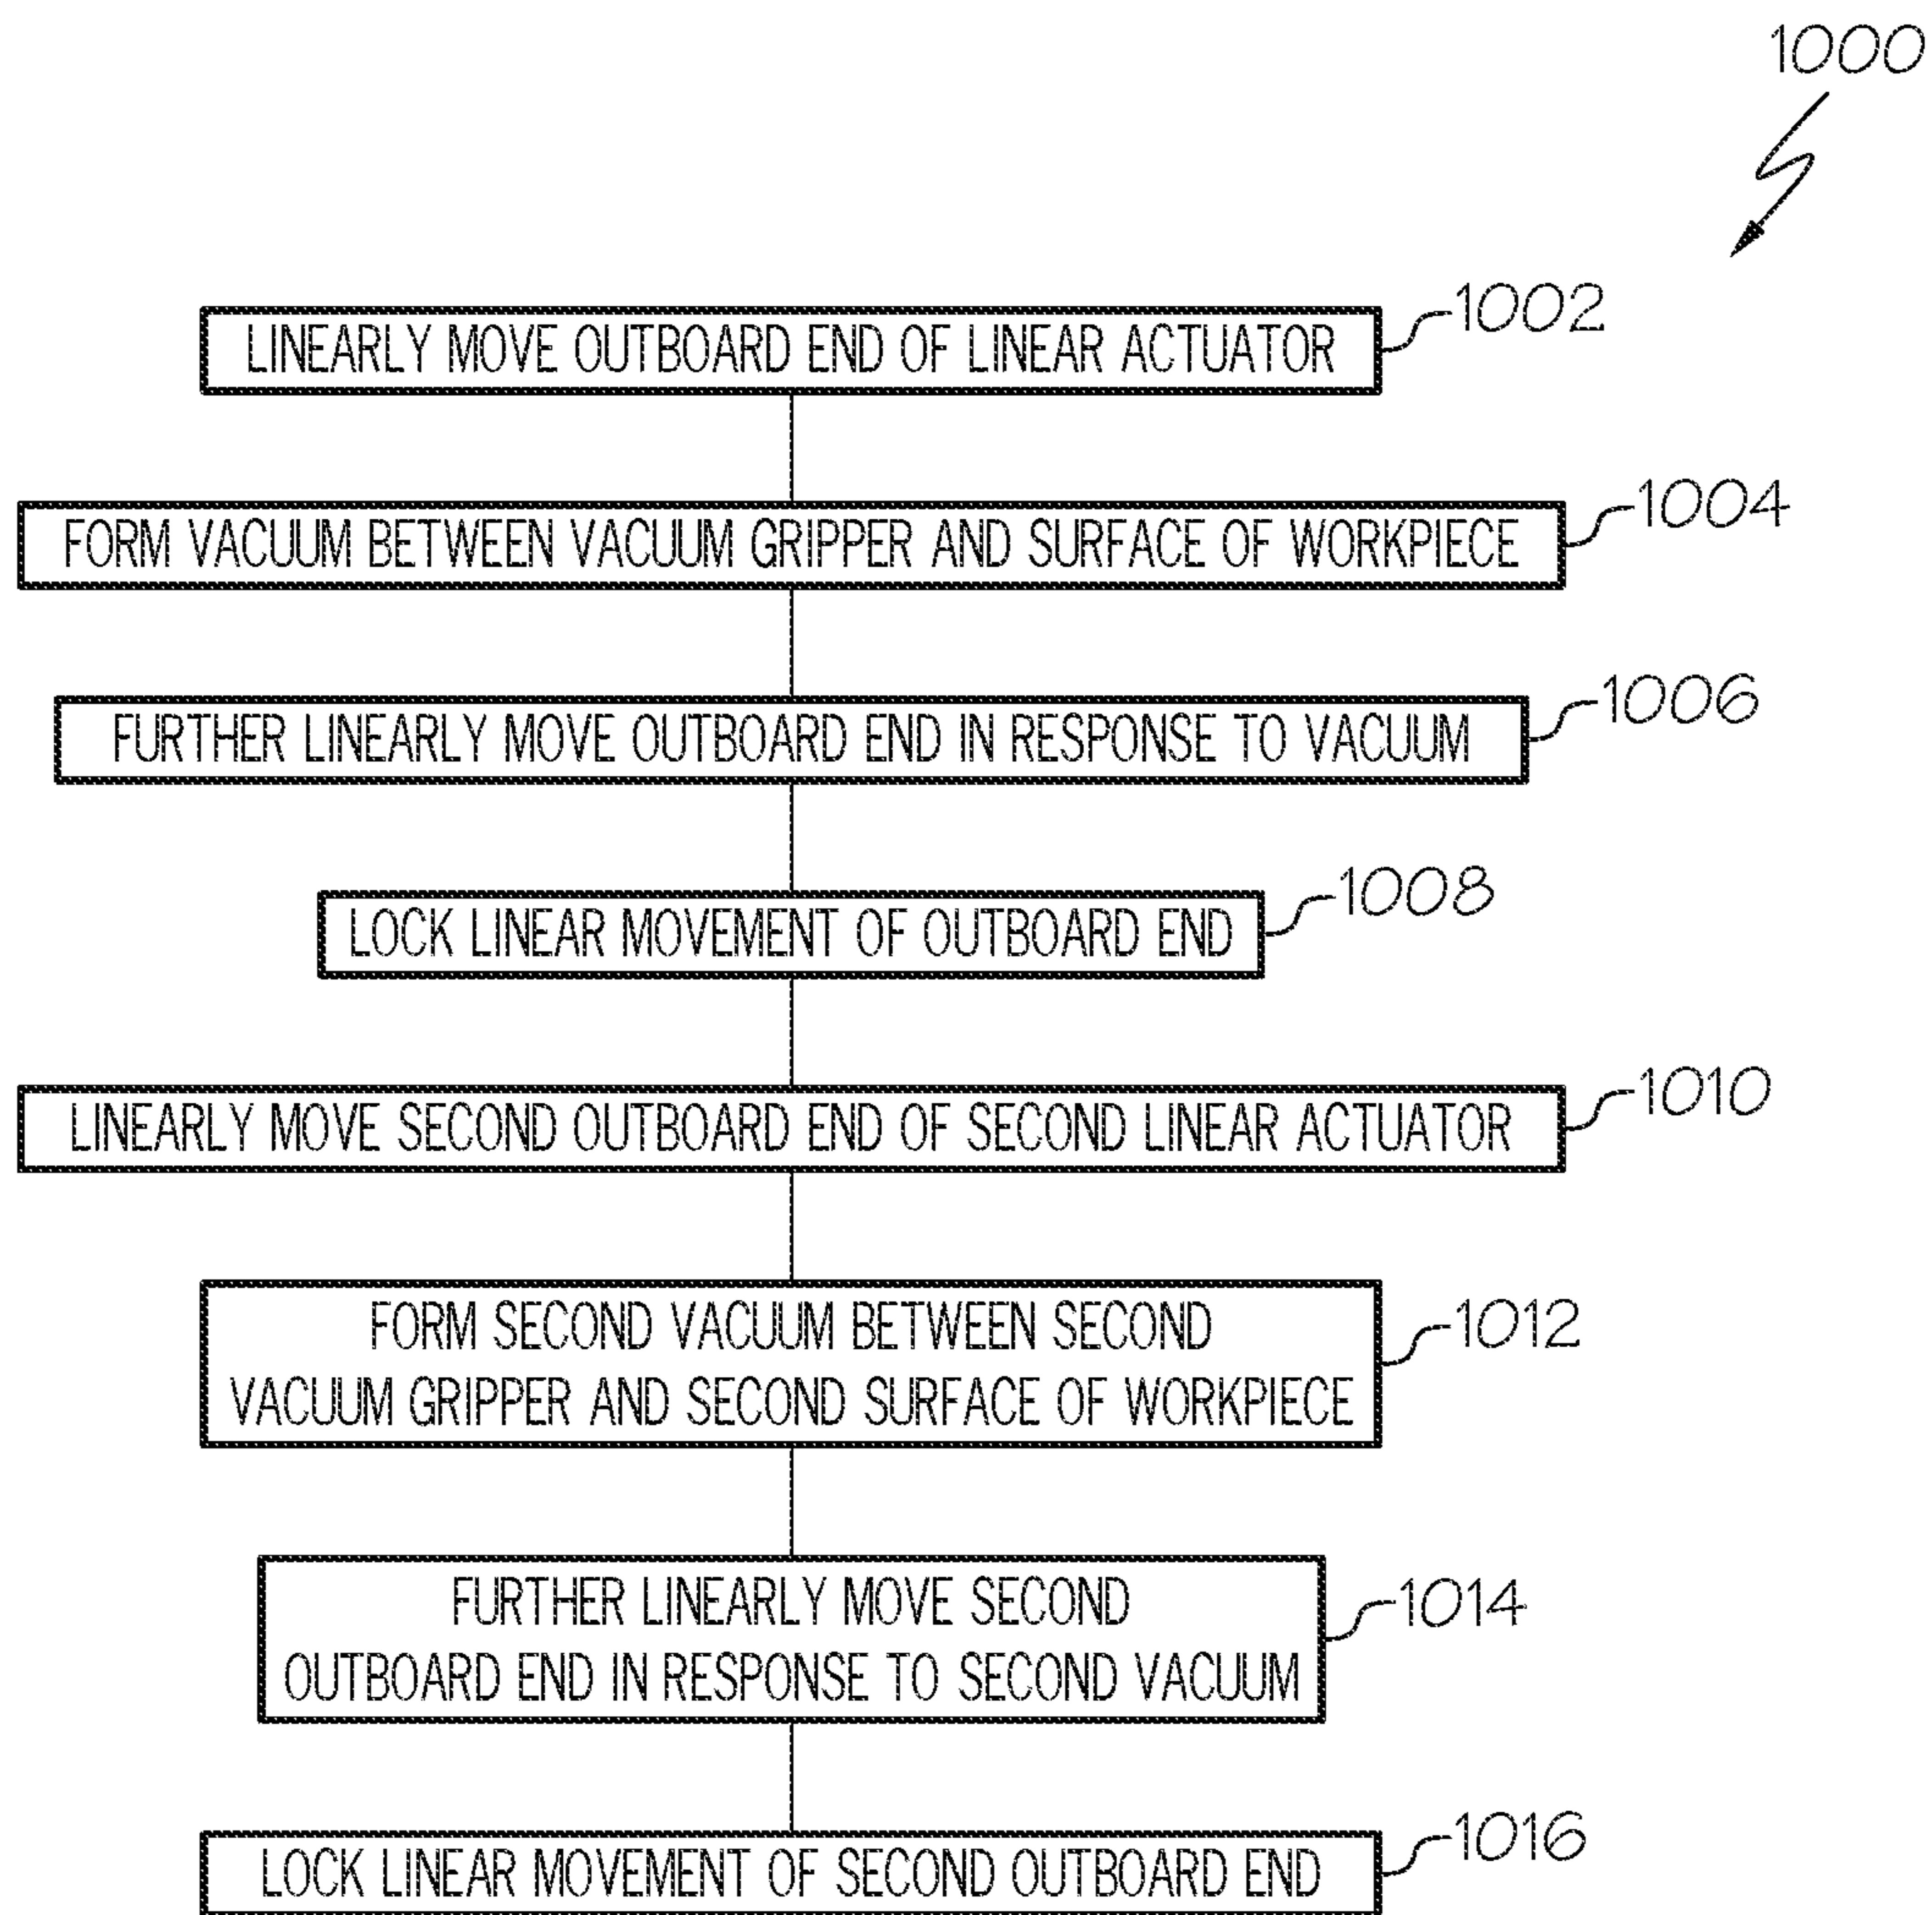 1000
LINEARLY MOVE OUTBOARD END OF LINEAR ACTUATOR
1002
FORM VACUUM BETWEEN VACUUM GRIPPER AND SURFACE OF WORKPIECE
1004
FURTHER LINEARLY MOVE OUTBOARD END IN RESPONSE TO VACUUM
1006
LOCK LINEAR MOVEMENT OF OUTBOARD END
1008
LINEARLY MOVE SECOND OUTBOARD END OF SECOND LINEAR ACTUATOR
1010
FORM SECOND VACUUM BETWEEN SECOND
VACUUM GRIPPER AND SECOND SURFACE OF WORKPIECE
1012
FURTHER LINEARLY MOVE SECOND
OUTBOARD END IN RESPONSE TO SECOND VACUUM
1014
LOCK LINEAR MOVEMENT OF SECOND OUTBOARD END
1016